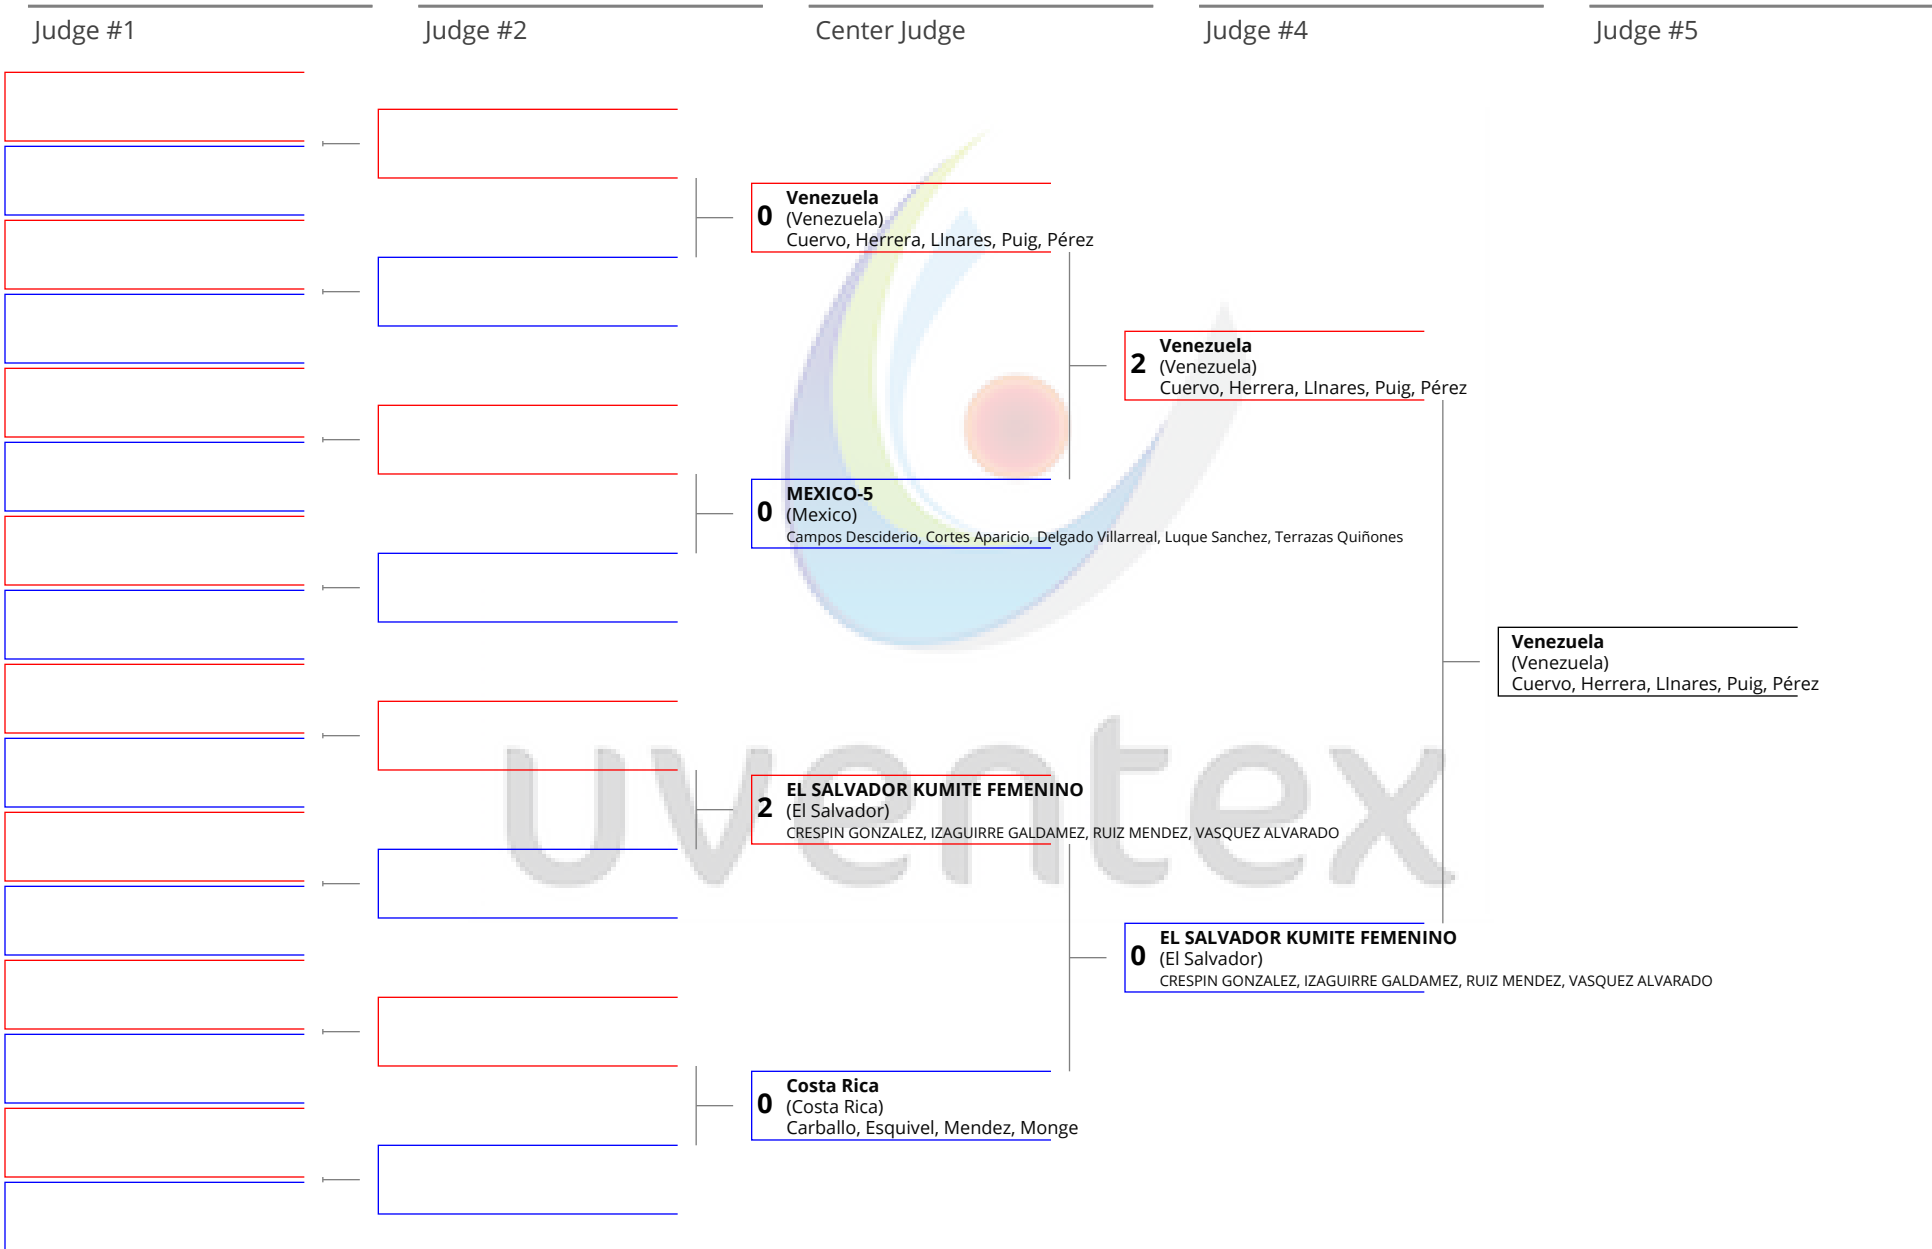 Judge #1
Judge #2
Center Judge
Judge #4
Judge #5
0
Venezuela
(Venezuela)
Cuervo, Herrera, LInares, Puig, Pérez
2
Venezuela
(Venezuela)
Cuervo, Herrera, LInares, Puig, Pérez
0
MEXICO-5
(Mexico)
Campos Desciderio, Cortes Aparicio, Delgado Villarreal, Luque Sanchez, Terrazas Quiñones
Venezuela
(Venezuela)
Cuervo, Herrera, LInares, Puig, Pérez
uventex
2
EL SALVADOR KUMITE FEMENINO
(El Salvador)
CRESPIN GONZALEZ, IZAGUIRRE GALDAMEZ, RUIZ MENDEZ, VASQUEZ ALVARADO
0
EL SALVADOR KUMITE FEMENINO
(El Salvador)
CRESPIN GONZALEZ, IZAGUIRRE GALDAMEZ, RUIZ MENDEZ, VASQUEZ ALVARADO
0
Costa Rica
(Costa Rica)
Carballo, Esquivel, Mendez, Monge